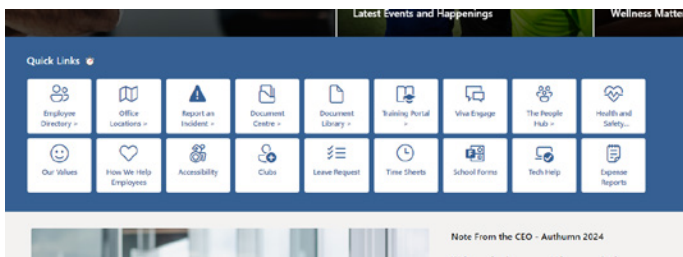 Latest Events and Happenings
Wellness Matte
Quick Links
Employee
Directory »
Office
Locations »
Report an
Incident »
Document
Centre »
Document
Library »
Training Portal
»
Viva Engage
The People
Hub »
Health and
Safety...
Our Values
How We Help
Employees
Accessibility
Clubs
Leave Request
Time Sheets
School Forms
Tech Help
Expense
Reports
Note From the CEO - Authumn 2024